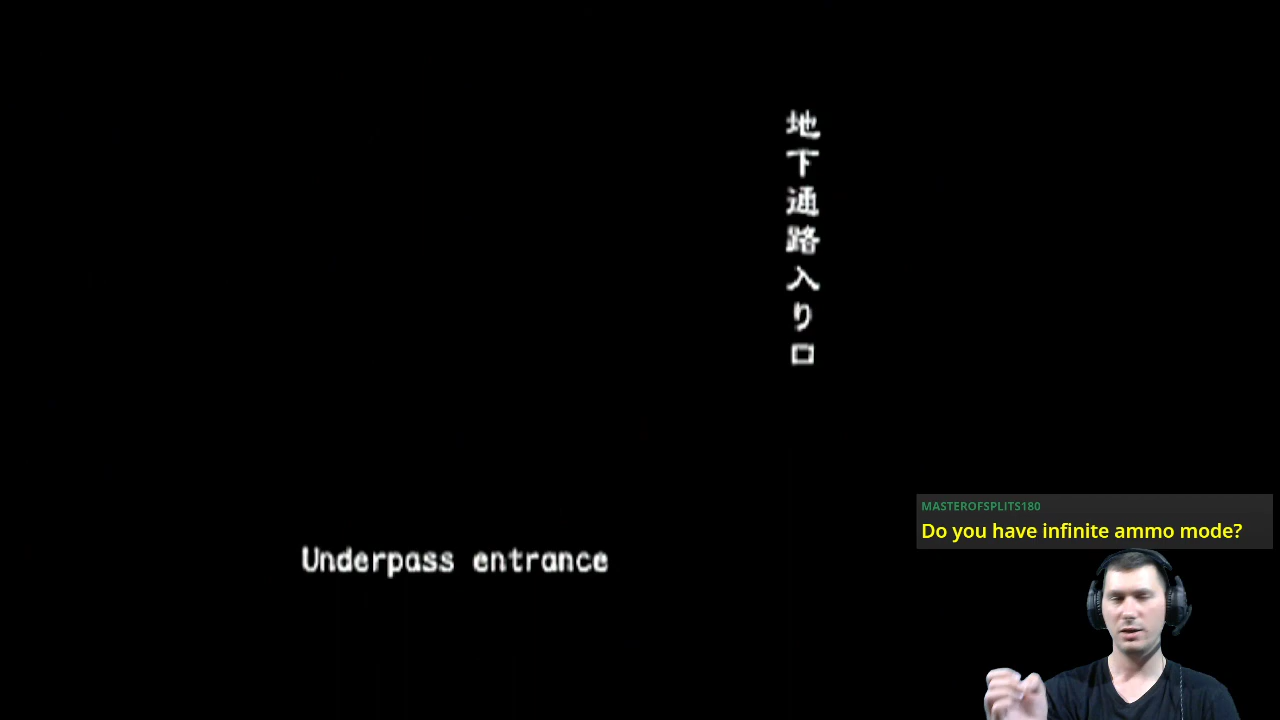 地下通路入り口
Underpass entrance
MASTEROFSPLITS180
Do you have infinite ammo mode?